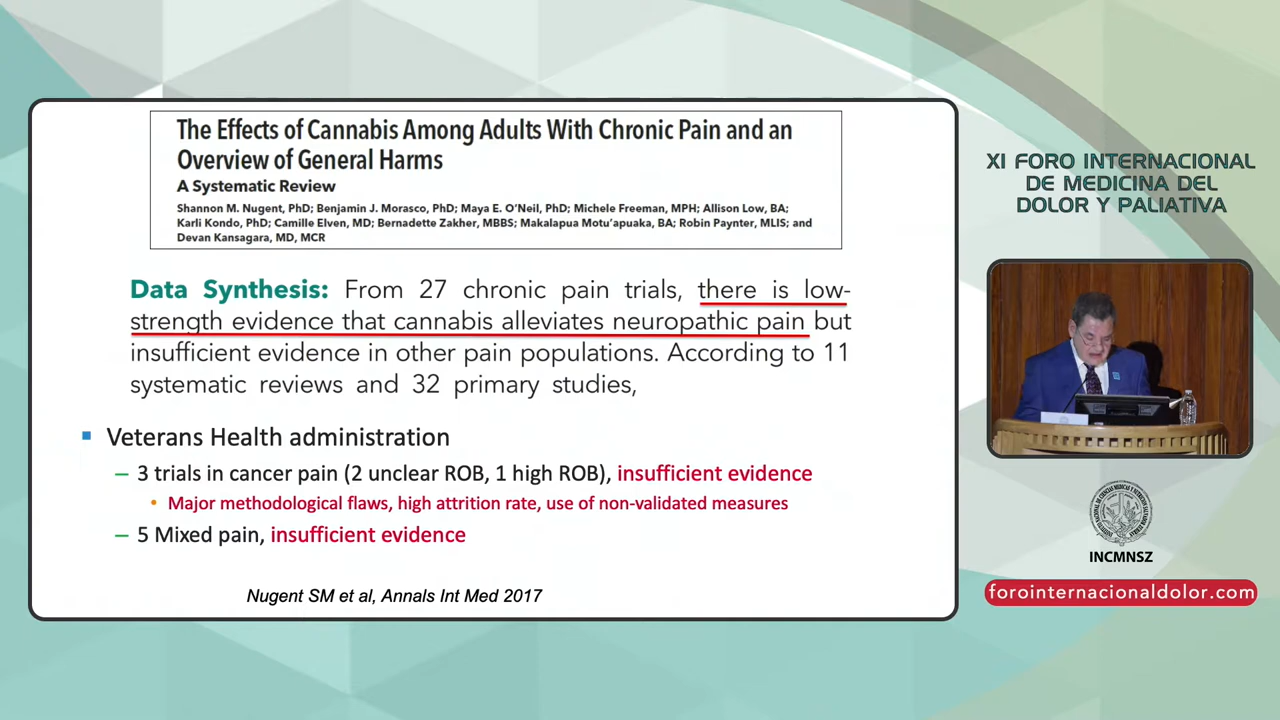 The Effects of Cannabis Among Adults With Chronic Pain and an
Overview of General Harms
A Systematic Review
Shannon M. Nugent, PhD; Benjamin J. Morasco, PhD; Maya E. O'Neil, PhD; Michele Freeman, MPH; Allison Low, BA;
Karli Kondo, PhD; Camille Elven, MD; Bernadette Zakher, MBBS; Makalapua Motu'apuaka, BA; Robin Paynter, MLIS; and
Devan Kansagara, MD, MCR
Data Synthesis: From 27 chronic pain trials, there is low-
strength evidence that cannabis alleviates neuropathic pain but
insufficient evidence in other pain populations. According to 11
systematic reviews and 32 primary studies,
Veterans Health administration
– 3 trials in cancer pain (2 unclear ROB, 1 high ROB), insufficient evidence
• Major methodological flaws, high attrition rate, use of non-validated measures
– 5 Mixed pain, insufficient evidence
Nugent SM et al, Annals Int Med 2017
XI FORO INTERNACIONAL
DE MEDICINA DEL
DOLOR Y PALIATIVA
INCMNSZ
forointernacionaldolor.com